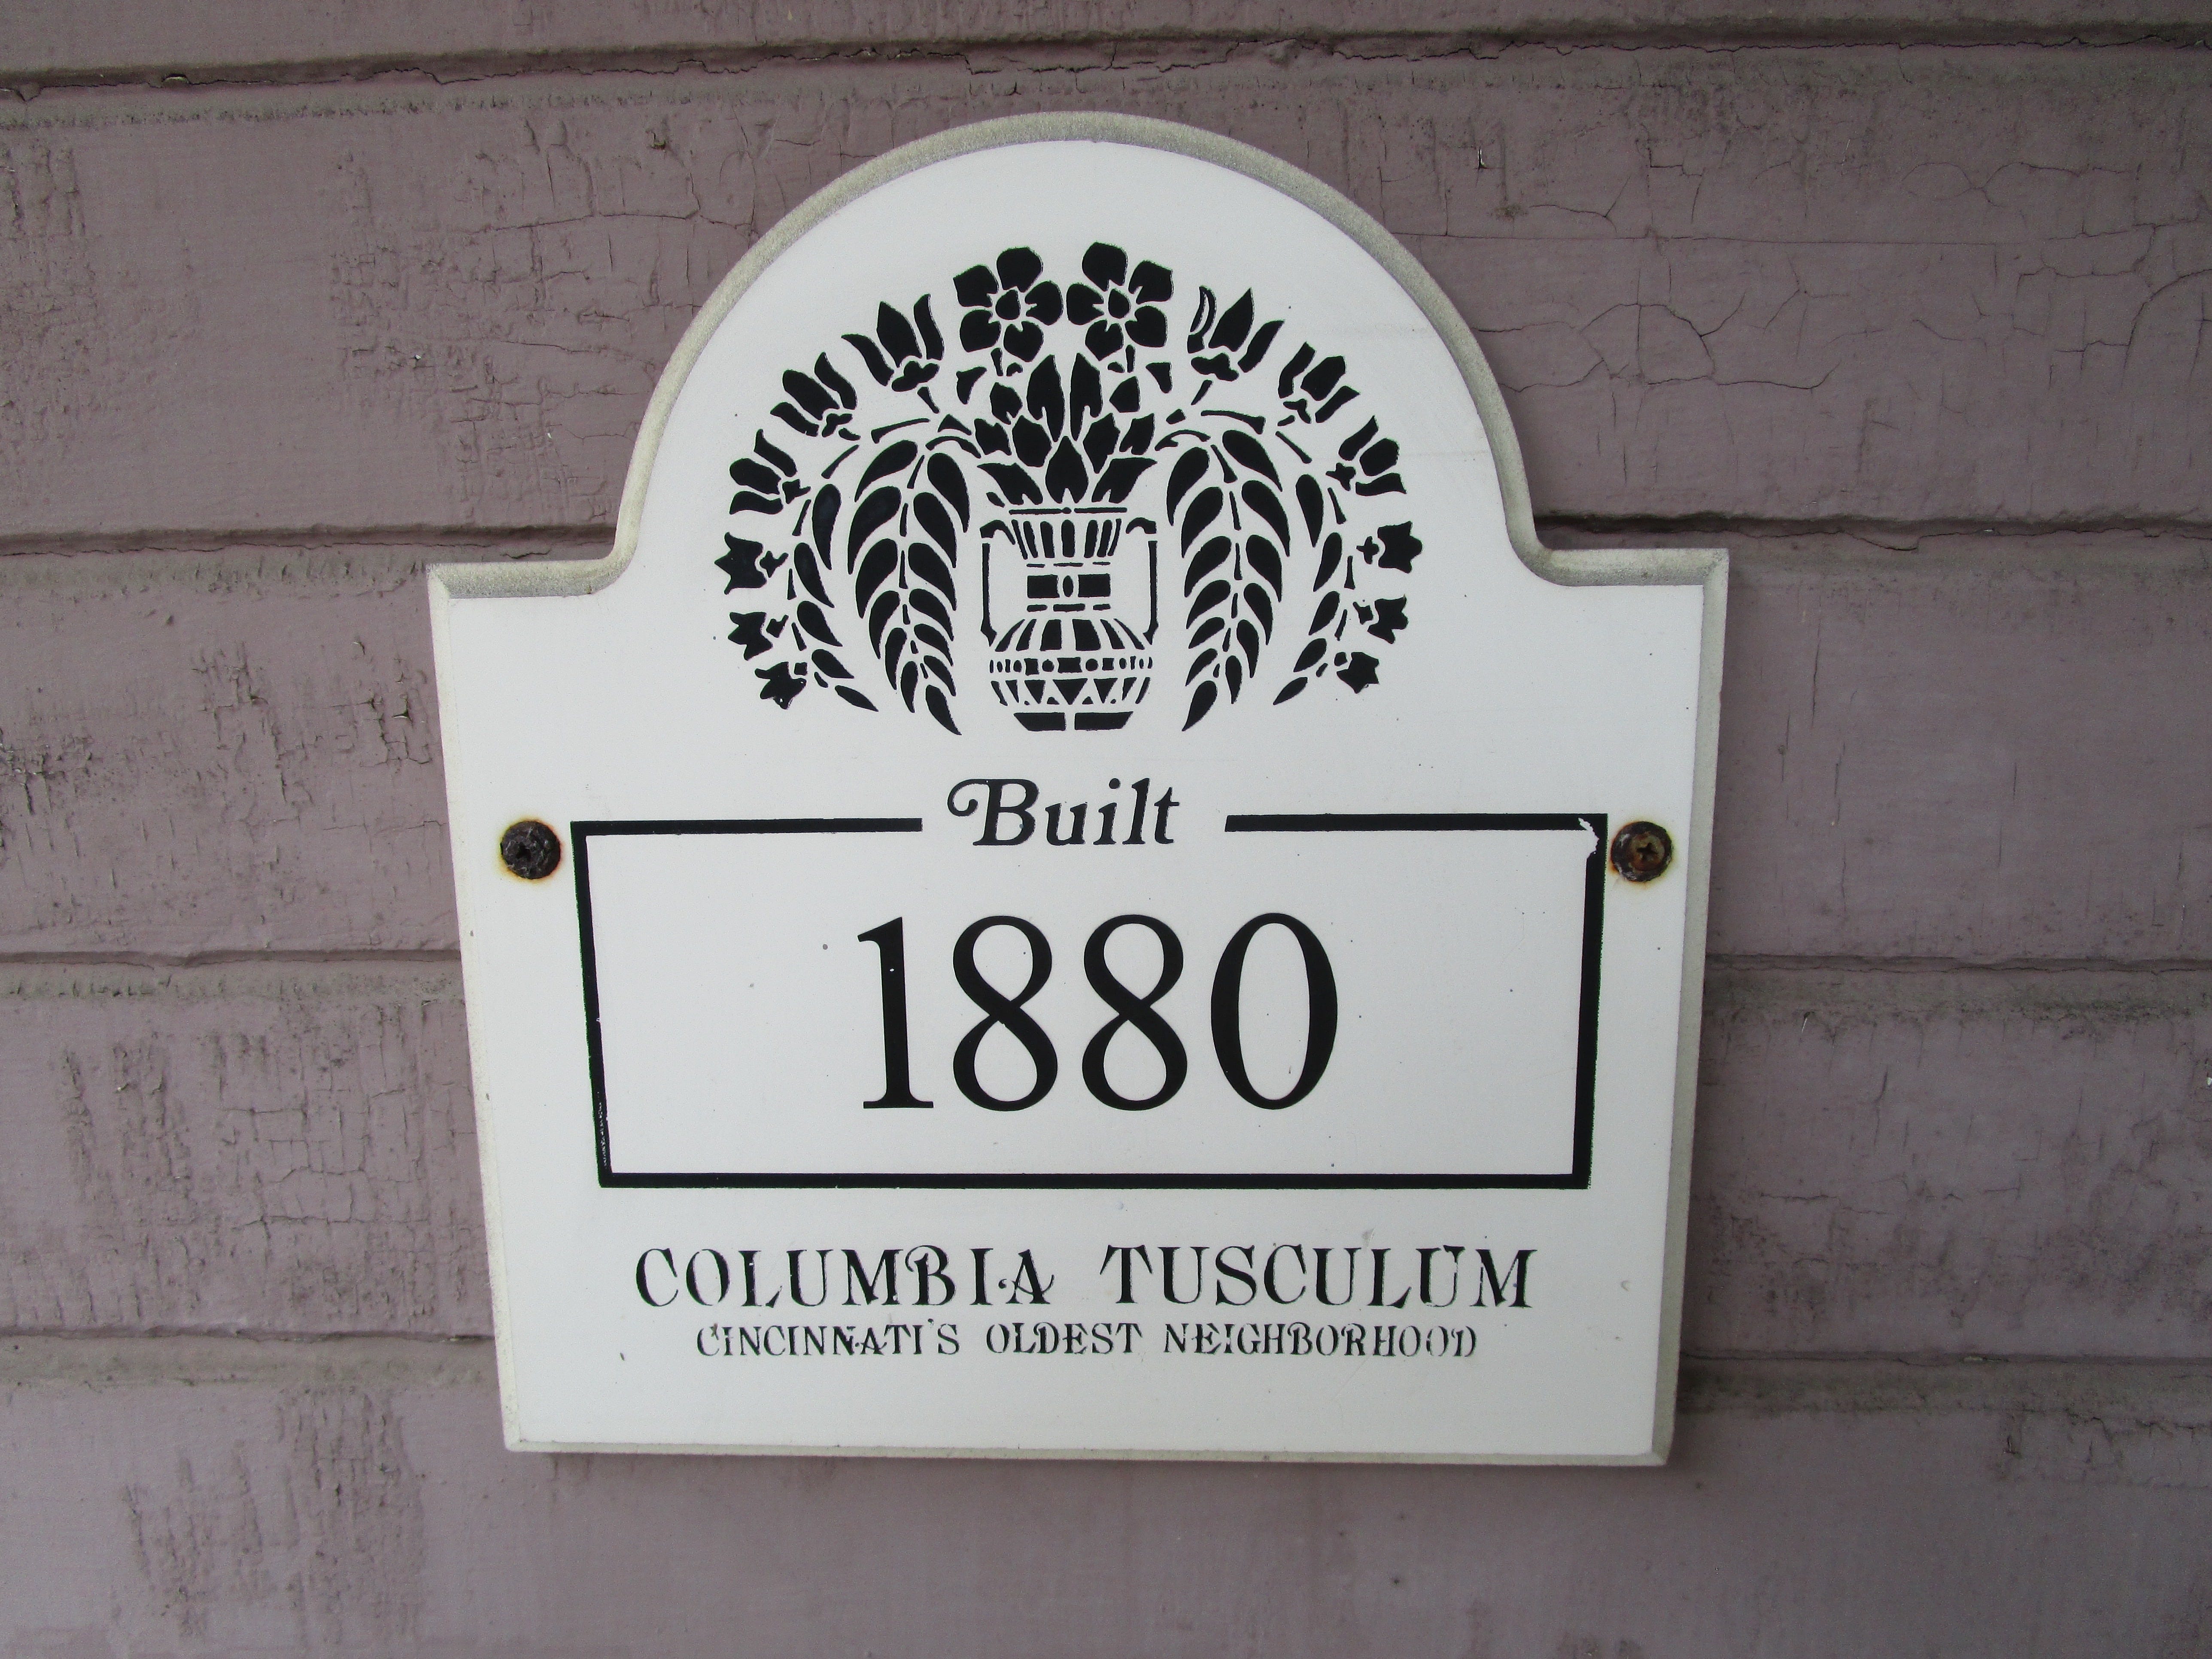 Built
1880
COLUMBIA TUSCULUM
CINCINNATI'S OLDEST NEIGHBORHOOD